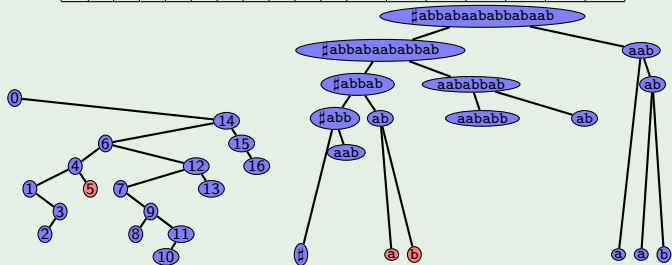 ♯abbabaababbabaab
♯abbabaababbab aab
♯abbab aababbab ab
0 14 ♯abb ab aababb ab
6 15 aab
4 12 16
1 5 7 13
3 9
2 8 11
10 ♯ a b a a b